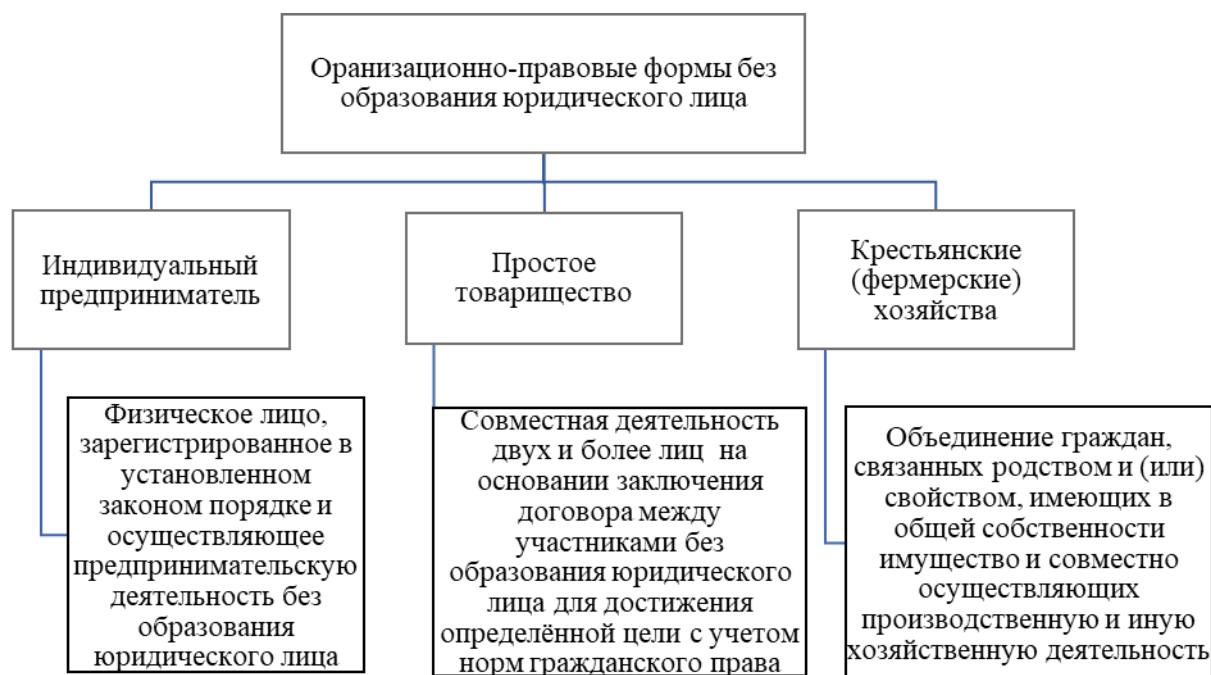 Оранизационно-правовые формы без
образования юридического лица
Индивидуальный
предприниматель
Простое
товарищество
Крестьянские
(фермерские)
хозяйства
Физическое лицо,
зарегистрированное в
установленном
законом порядке и
осуществляющее
предпринимательскую
деятельность без
образования
юридического лица
Совместная деятельность
двух и более лиц на
основании заключения
договора между
участниками без
образования юридического
лица для достижения
определённой цели с учетом
норм гражданского права
Объединение граждан,
связанных родством и (или)
свойством, имеющих в
общей собственности
имущество и совместно
осуществляющих
производственную и иную
хозяйственную деятельность